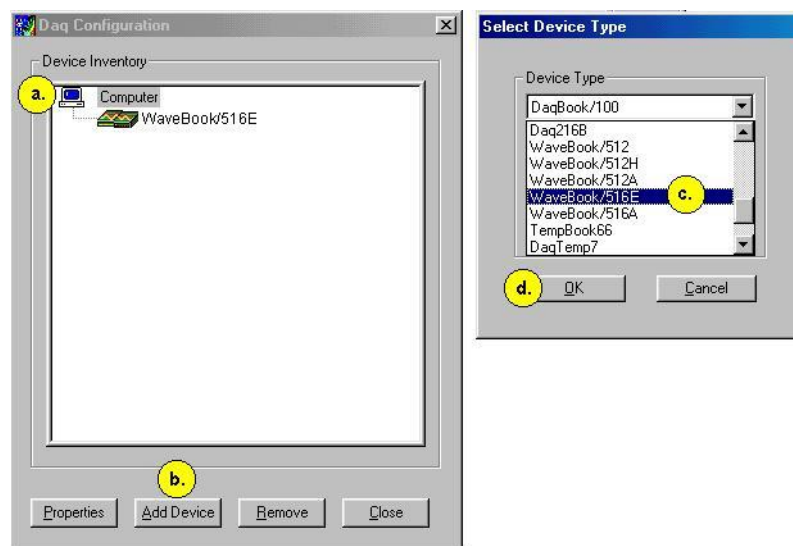 Daq Configuration
Device Inventory
a.
Computer
WaveBook/516E
b.
Properties
Add Device
Remove
Close
Select Device Type
Device Type
DaqBook/100
Daq216B
WaveBook/512
WaveBook/512H
WaveBook/512A
WaveBook/516E
c.
WaveBook/516A
TempBook66
DaqTemp7
d.
OK
Cancel